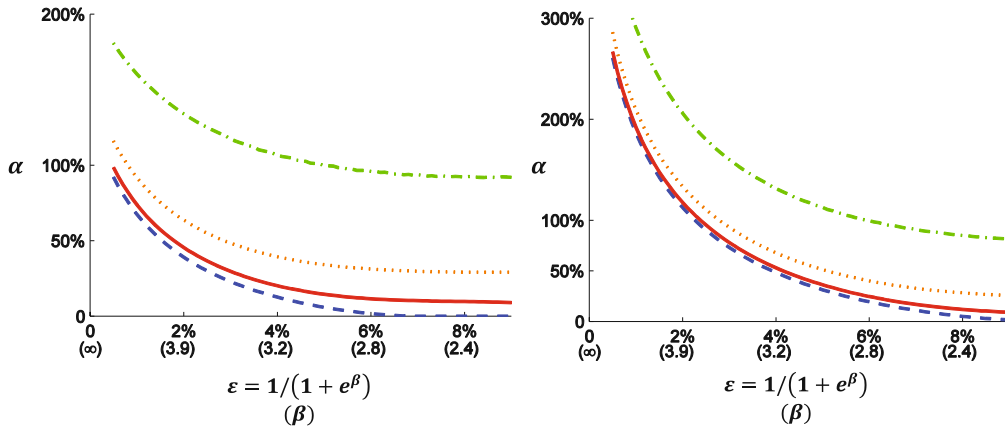 200%
100%
50%
0
α
0 2% 4% 6% 8%
(∞) (3.9) (3.2) (2.8) (2.4)
ε = 1/(1 + e^β)
(β)
300%
200%
100%
50%
0
α
0 2% 4% 6% 8%
(∞) (3.9) (3.2) (2.8) (2.4)
ε = 1/(1 + e^β)
(β)